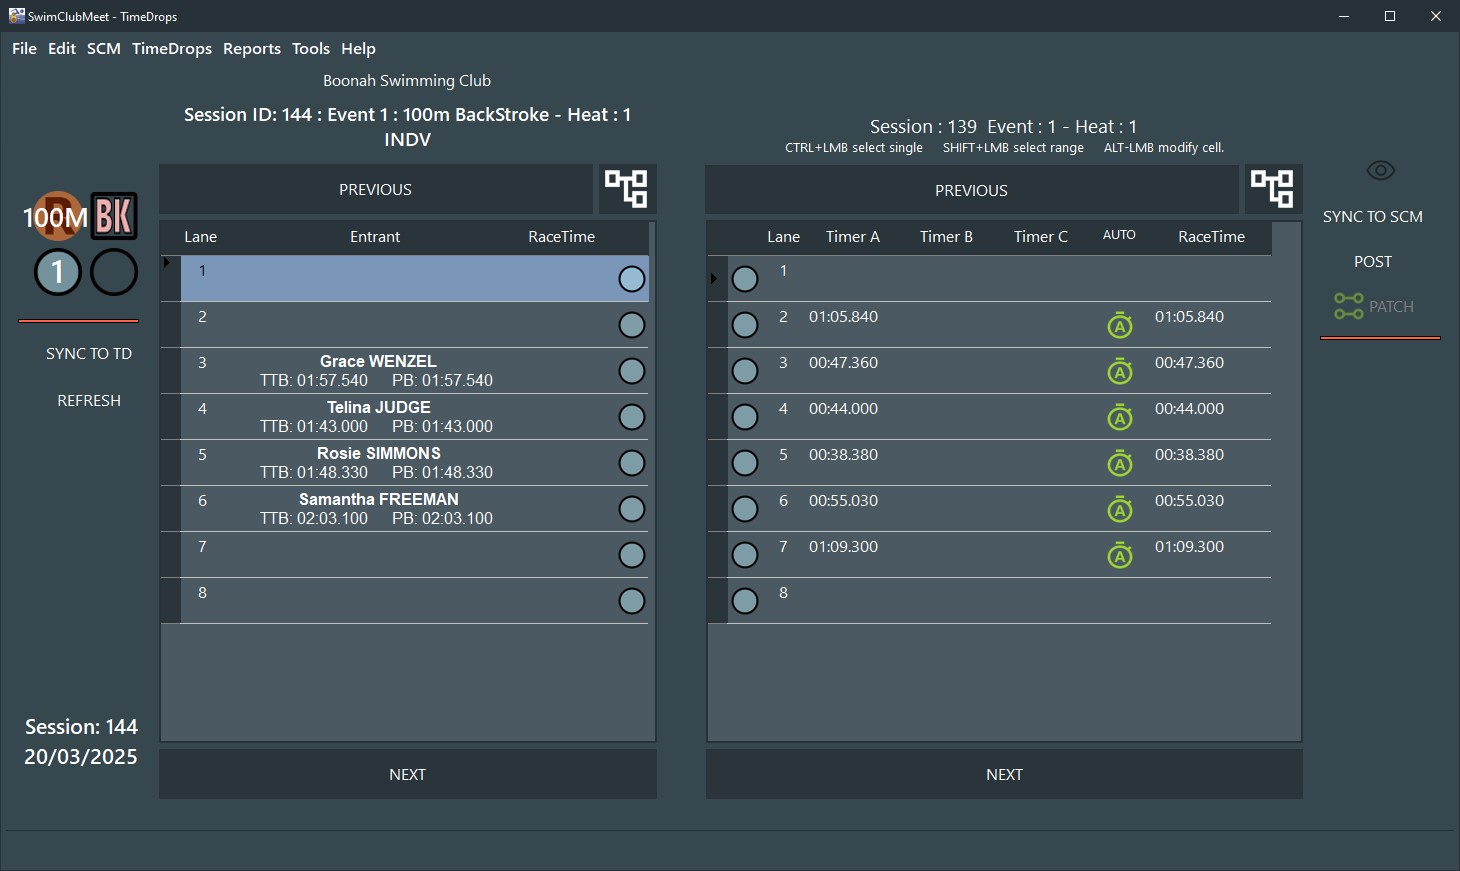 SwimClubMeet - TimeDrops
File Edit SCM TimeDrops Reports Tools Help
Boonah Swimming Club
Session ID: 144 : Event 1 : 100m BackStroke - Heat : 1
INDV
Session : 139 Event : 1 - Heat : 1
CTRL+LMB select single SHIFT+LMB select range ALT-LMB modify cell.
R
100M BK
1
SYNC TO TD
REFRESH
Session: 144
20/03/2025
PREVIOUS
Lane Entrant RaceTime
1
2
3 Grace WENZEL
TTB: 01:57.540 PB: 01:57.540
4 Telina JUDGE
TTB: 01:43.000 PB: 01:43.000
5 Rosie SIMMONS
TTB: 01:48.330 PB: 01:48.330
6 Samantha FREEMAN
TTB: 02:03.100 PB: 02:03.100
7
8
NEXT
PREVIOUS
Lane Timer A Timer B Timer C AUTO RaceTime
1
2 01:05.840 A 01:05.840
3 00:47.360 A 00:47.360
4 00:44.000 A 00:44.000
5 00:38.380 A 00:38.380
6 00:55.030 A 00:55.030
7 01:09.300 A 01:09.300
8
NEXT
SYNC TO SCM
POST
PATCH